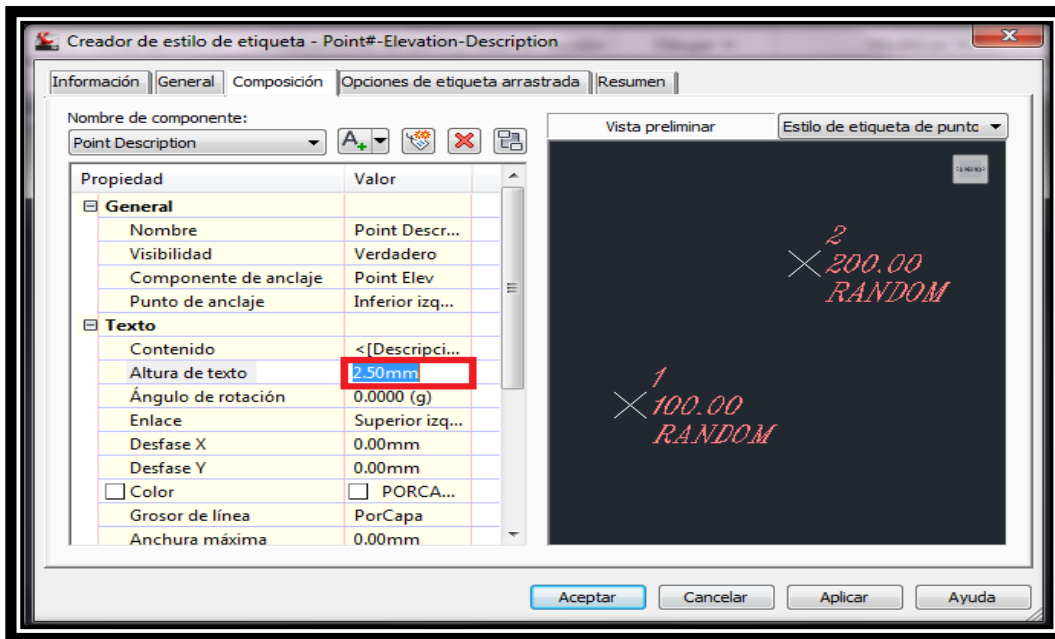 Creador de estilo de etiqueta - Point#-Elevation-Description
Información General Composición Opciones de etiqueta arrastrada Resumen
Nombre de componente:
Point Description
Vista preliminar
Estilo de etiqueta de punto
Propiedad Valor
General
Nombre Point Descr...
Visibilidad Verdadero
Componente de anclaje Point Elev
Punto de anclaje Inferior izq...
Texto
Contenido <[Descripci...
Altura de texto 2.50mm
Ángulo de rotación 0.0000 (g)
Enlace Superior izq...
Desfase X 0.00mm
Desfase Y 0.00mm
Color PORCA...
Grosor de línea PorCapa
Anchura máxima 0.00mm
2
200.00
RANDOM
1
100.00
RANDOM
Aceptar Cancelar Aplicar Ayuda